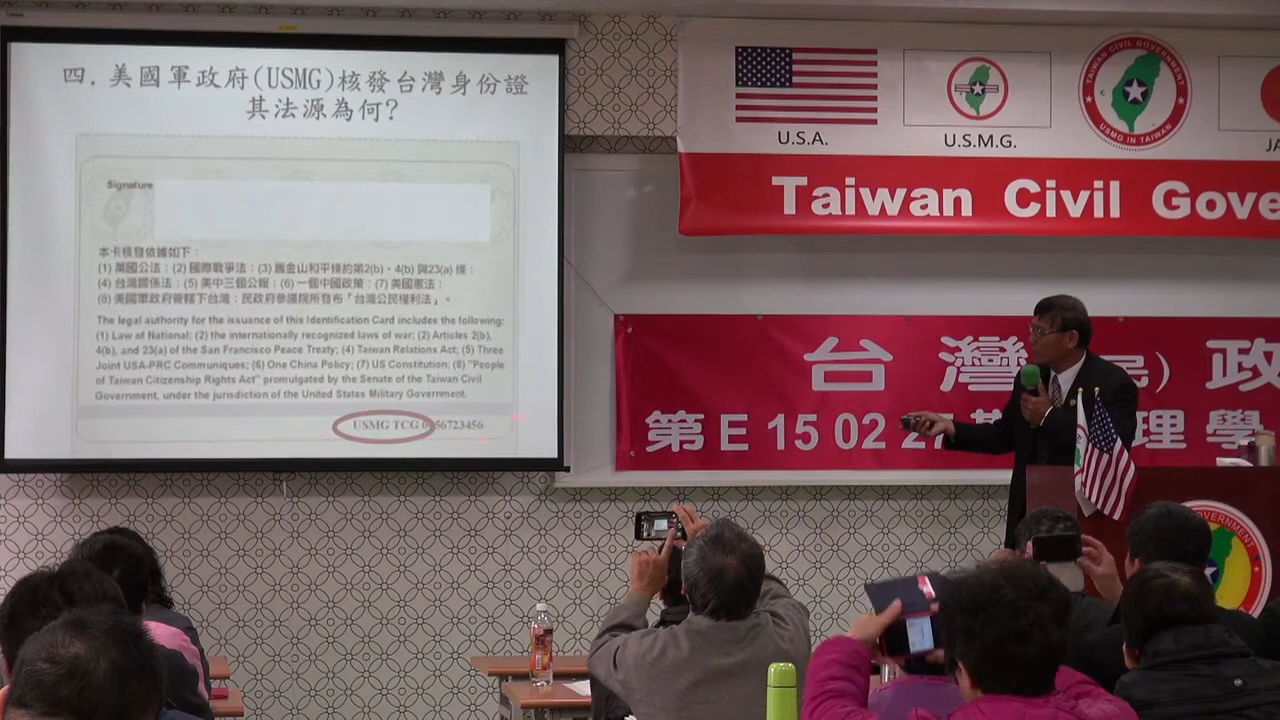 四.美國軍政府(USMG)核發台灣身份證
其法源為何?
Signature
本卡核發依據如下：
(1) 萬國公法；(2) 國際戰爭法；(3) 舊金山和平條約第2(b)、4(b) 與23(a) 條；
(4) 台灣關係法；(5) 美中三個公報；(6) 一個中國政策；(7) 美國憲法；
(8) 美國軍政府管轄下台灣：民政府參議院所發布「台灣公民權利法」。
The legal authority for the issuance of this Identification Card includes the following:
(1) Law of National; (2) the internationally recognized laws of war; (2) Articles 2(b),
4(b), and 23(a) of the San Francisco Peace Treaty; (4) Taiwan Relations Act; (5) Three
Joint USA-PRC Communiques; (6) One China Policy; (7) US Constitution; (8) "People
of Taiwan Citizenship Rights Act" promulgated by the Senate of the Taiwan Civil
Government, under the jurisdiction of the United States Military Government.
USMG TCG 0156723456
U.S.A.
U.S.M.G.
TAIWAN CIVIL GOVERNMENT
USMG IN TAIWAN
JA
Taiwan Civil Gove
台灣 民) 政
第E 15 02 27 理學
GOVERNMENT